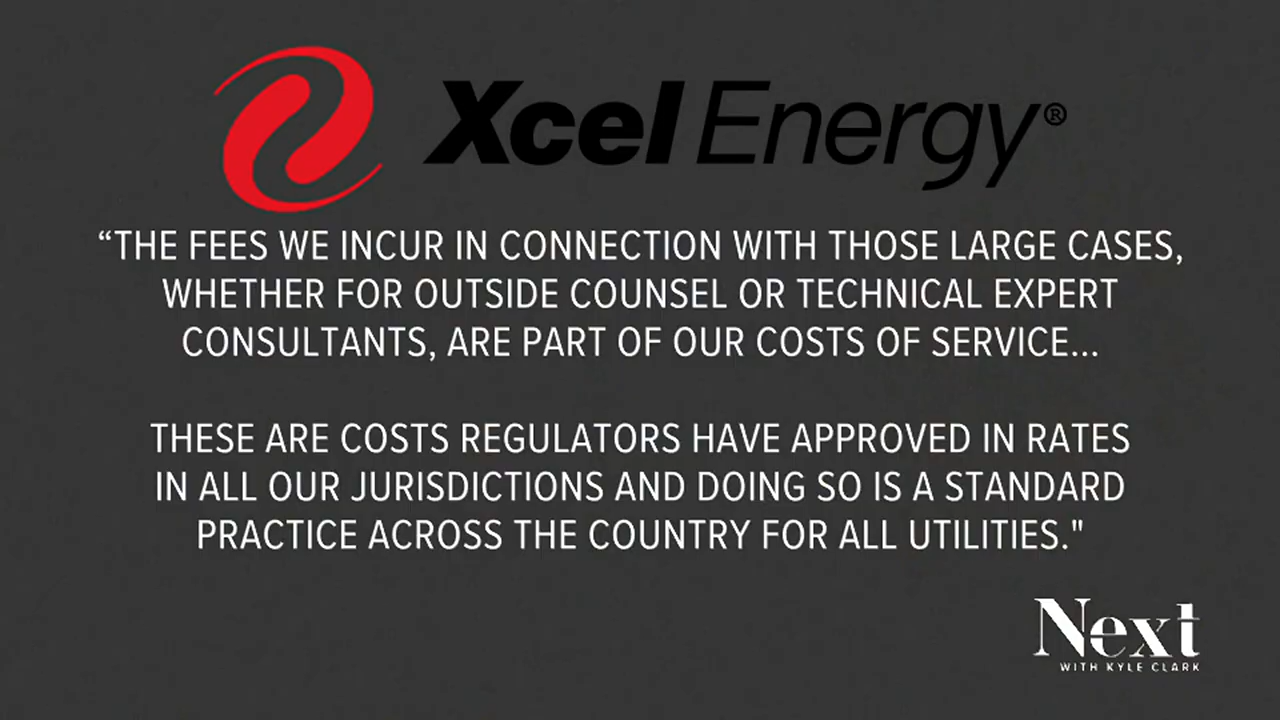 Xcel Energy®
“THE FEES WE INCUR IN CONNECTION WITH THOSE LARGE CASES,
WHETHER FOR OUTSIDE COUNSEL OR TECHNICAL EXPERT
CONSULTANTS, ARE PART OF OUR COSTS OF SERVICE...
THESE ARE COSTS REGULATORS HAVE APPROVED IN RATES
IN ALL OUR JURISDICTIONS AND DOING SO IS A STANDARD
PRACTICE ACROSS THE COUNTRY FOR ALL UTILITIES."
Next
WITH KYLE CLARK